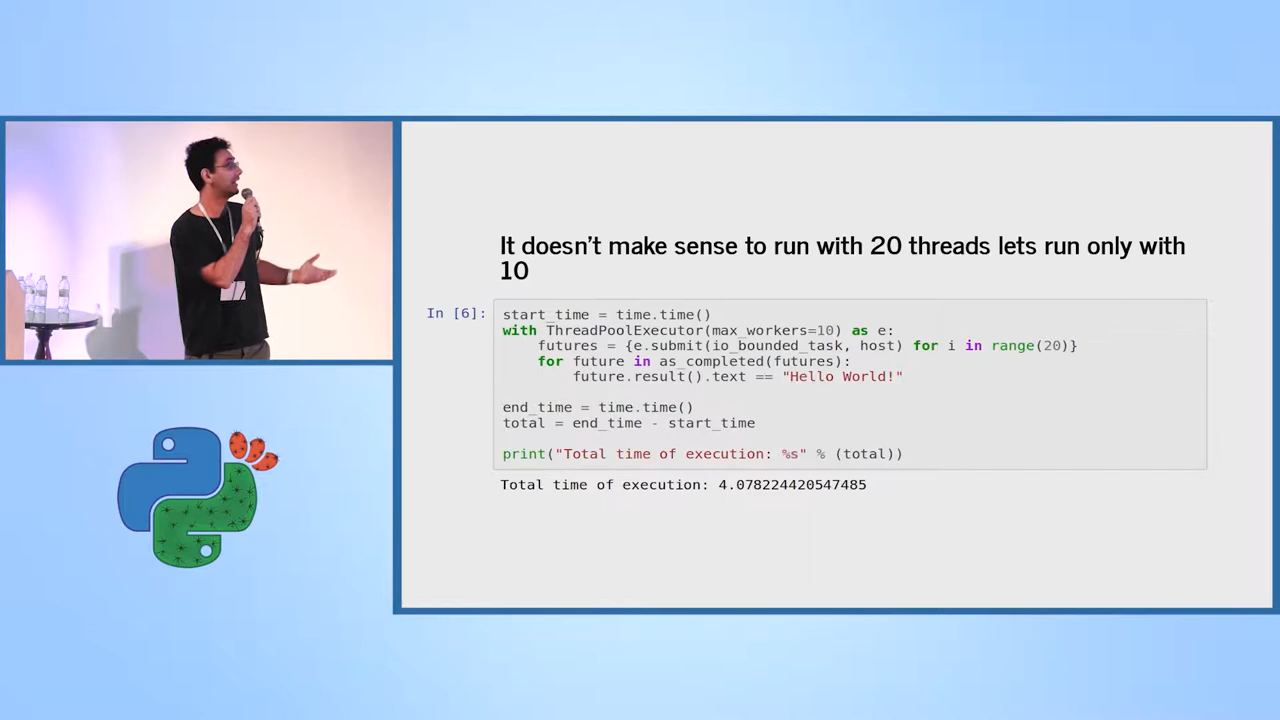 It doesn't make sense to run with 20 threads lets run only with
10
In [6]:
start_time = time.time()
with ThreadPoolExecutor(max_workers=10) as e:
    futures = {e.submit(io_bounded_task, host) for i in range(20)}
    for future in as_completed(futures):
        future.result().text == "Hello World!"
end_time = time.time()
total = end_time - start_time
print("Total time of execution: %s" % (total))
Total time of execution: 4.078224420547485